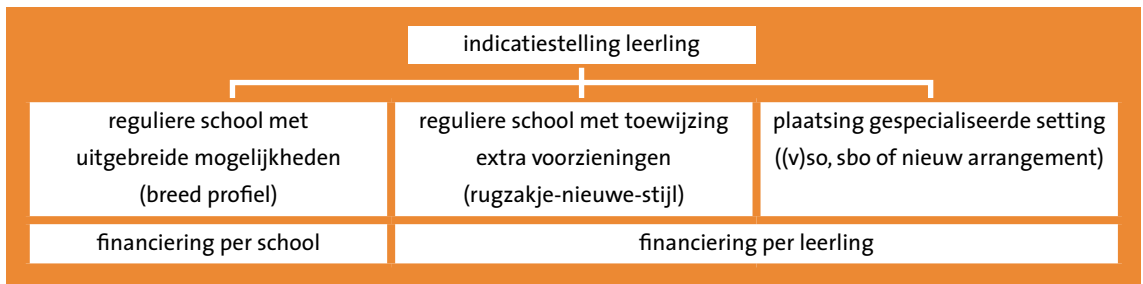 indicatiestelling leerling
reguliere school met
uitgebreide mogelijkheden
(breed profiel)
reguliere school met toewijzing
extra voorzieningen
(rugzakje-nieuwe-stijl)
plaatsing gespecialiseerde setting
((v)so, sbo of nieuw arrangement)
financiering per school
financiering per leerling